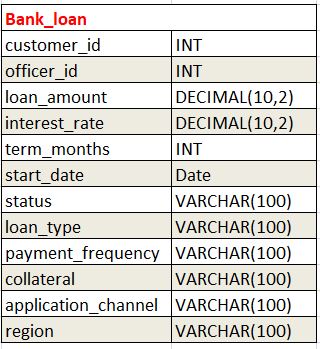 Bank_loan
customer_id INT
officer_id INT
loan_amount DECIMAL(10,2)
interest_rate DECIMAL(10,2)
term_months INT
start_date Date
status VARCHAR(100)
loan_type VARCHAR(100)
payment_frequency VARCHAR(100)
collateral VARCHAR(100)
application_channel VARCHAR(100)
region VARCHAR(100)